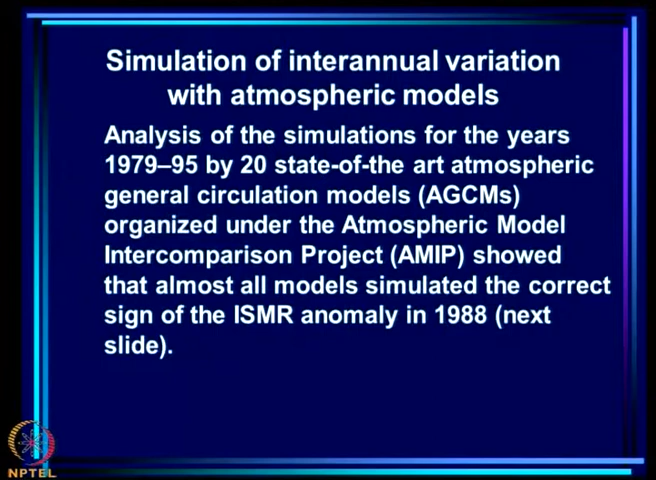 Simulation of interannual variation
with atmospheric models
Analysis of the simulations for the years
1979–95 by 20 state-of-the art atmospheric
general circulation models (AGCMs)
organized under the Atmospheric Model
Intercomparison Project (AMIP) showed
that almost all models simulated the correct
sign of the ISMR anomaly in 1988 (next
slide).
NPTEL